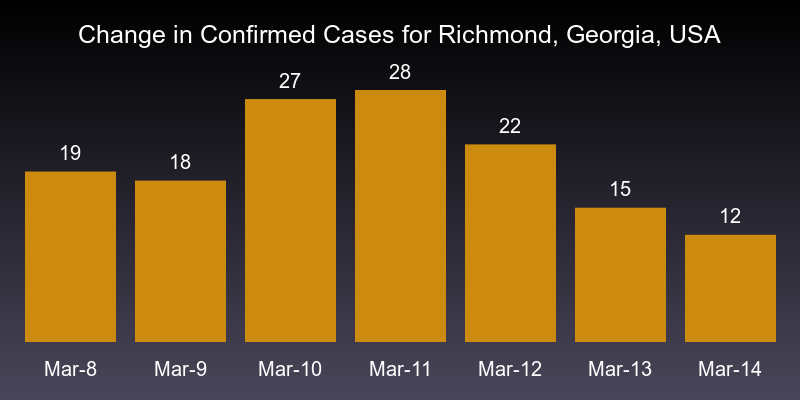 Change in Confirmed Cases for Richmond, Georgia, USA
19
18
27
28
22
15
12
Mar-8
Mar-9
Mar-10
Mar-11
Mar-12
Mar-13
Mar-14